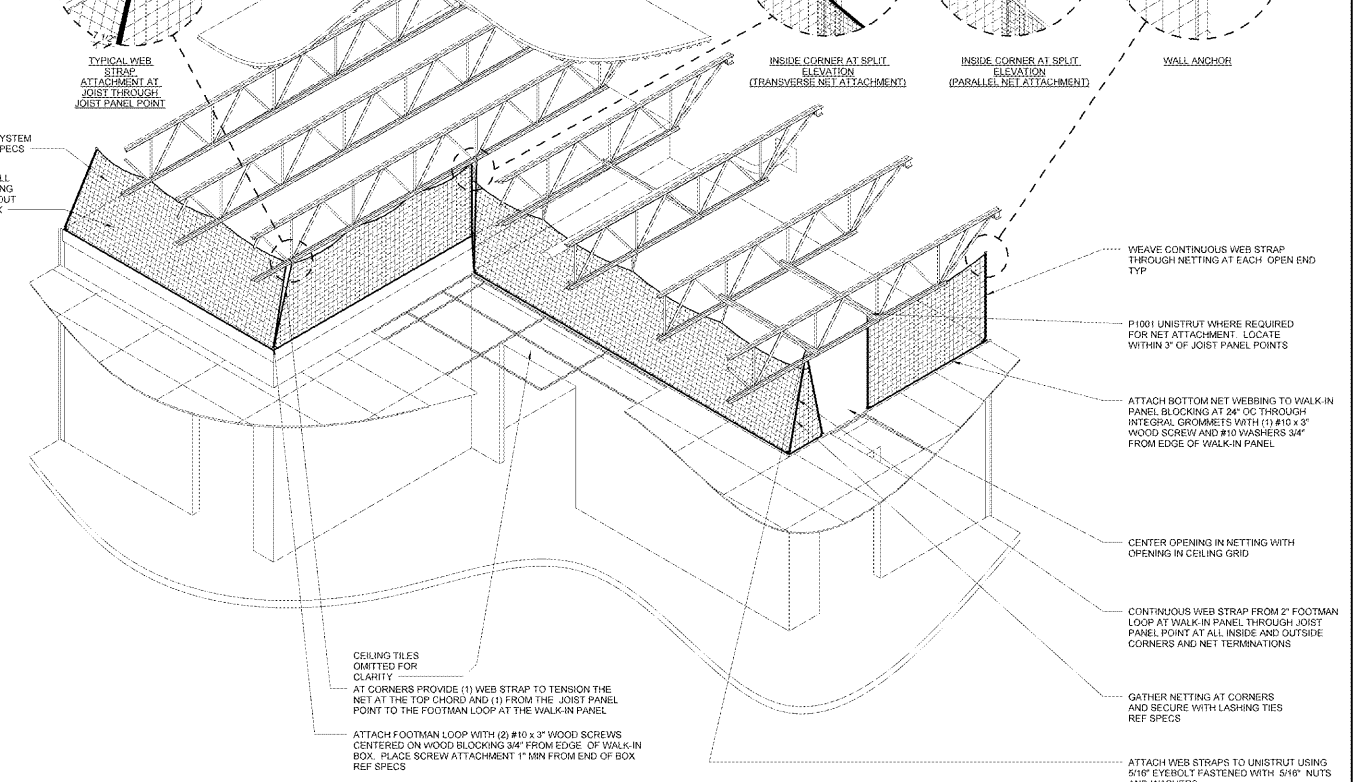 7 1/2"
TYPICAL WEB
STRAP
ATTACHMENT AT
JOIST THROUGH
JOIST PANEL POINT
INSIDE CORNER AT SPLIT
ELEVATION
(TRANSVERSE NET ATTACHMENT)
INSIDE CORNER AT SPLIT
ELEVATION
(PARALLEL NET ATTACHMENT)
WALL ANCHOR
YSTEM
PECS
LL
NG
OUT
K
WEAVE CONTINUOUS WEB STRAP
THROUGH NETTING AT EACH OPEN END
TYP
P1001 UNISTRUT WHERE REQUIRED
FOR NET ATTACHMENT. LOCATE
WITHIN 3" OF JOIST PANEL POINTS
ATTACH BOTTOM NET WEBBING TO WALK-IN
PANEL BLOCKING AT 24" OC THROUGH
INTEGRAL GROMMETS WITH (1) #10 x 3"
WOOD SCREW AND #10 WASHERS 3/4"
FROM EDGE OF WALK-IN PANEL
CENTER OPENING IN NETTING WITH
OPENING IN CEILING GRID
CONTINUOUS WEB STRAP FROM 2" FOOTMAN
LOOP AT WALK-IN PANEL THROUGH JOIST
PANEL POINT AT ALL INSIDE AND OUTSIDE
CORNERS AND NET TERMINATIONS
GATHER NETTING AT CORNERS
AND SECURE WITH LASHING TIES
REF SPECS
ATTACH WEB STRAPS TO UNISTRUT USING
5/16" EYEBOLT FASTENED WITH 5/16" NUTS
AND WASHERS
CEILING TILES
OMITTED FOR
CLARITY
AT CORNERS PROVIDE (1) WEB STRAP TO TENSION THE
NET AT THE TOP CHORD AND (1) FROM THE JOIST PANEL
POINT TO THE FOOTMAN LOOP AT THE WALK-IN PANEL
ATTACH FOOTMAN LOOP WITH (2) #10 x 3" WOOD SCREWS
CENTERED ON WOOD BLOCKING 3/4" FROM EDGE OF WALK-IN
BOX. PLACE SCREW ATTACHMENT 1" MIN FROM END OF BOX
REF SPECS